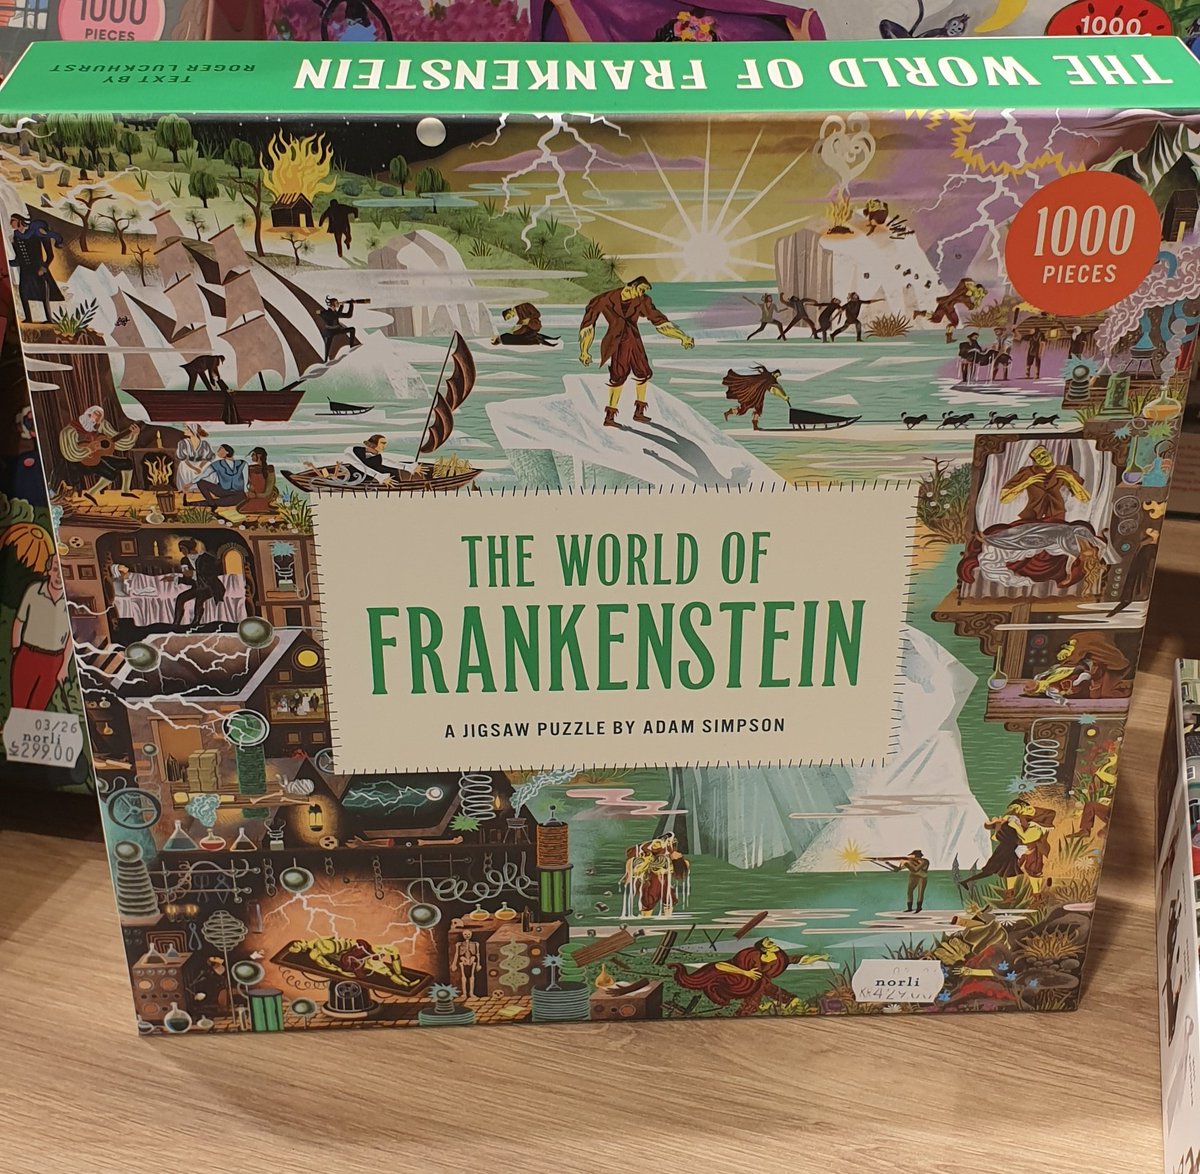 1000
PIECES
1000
THE WORLD OF FRANKENSTEIN
TEXT BY
ROGER LUCKHURST
1000
PIECES
THE WORLD OF
FRANKENSTEIN
A JIGSAW PUZZLE BY ADAM SIMPSON
03/26
norli
299.00
norli